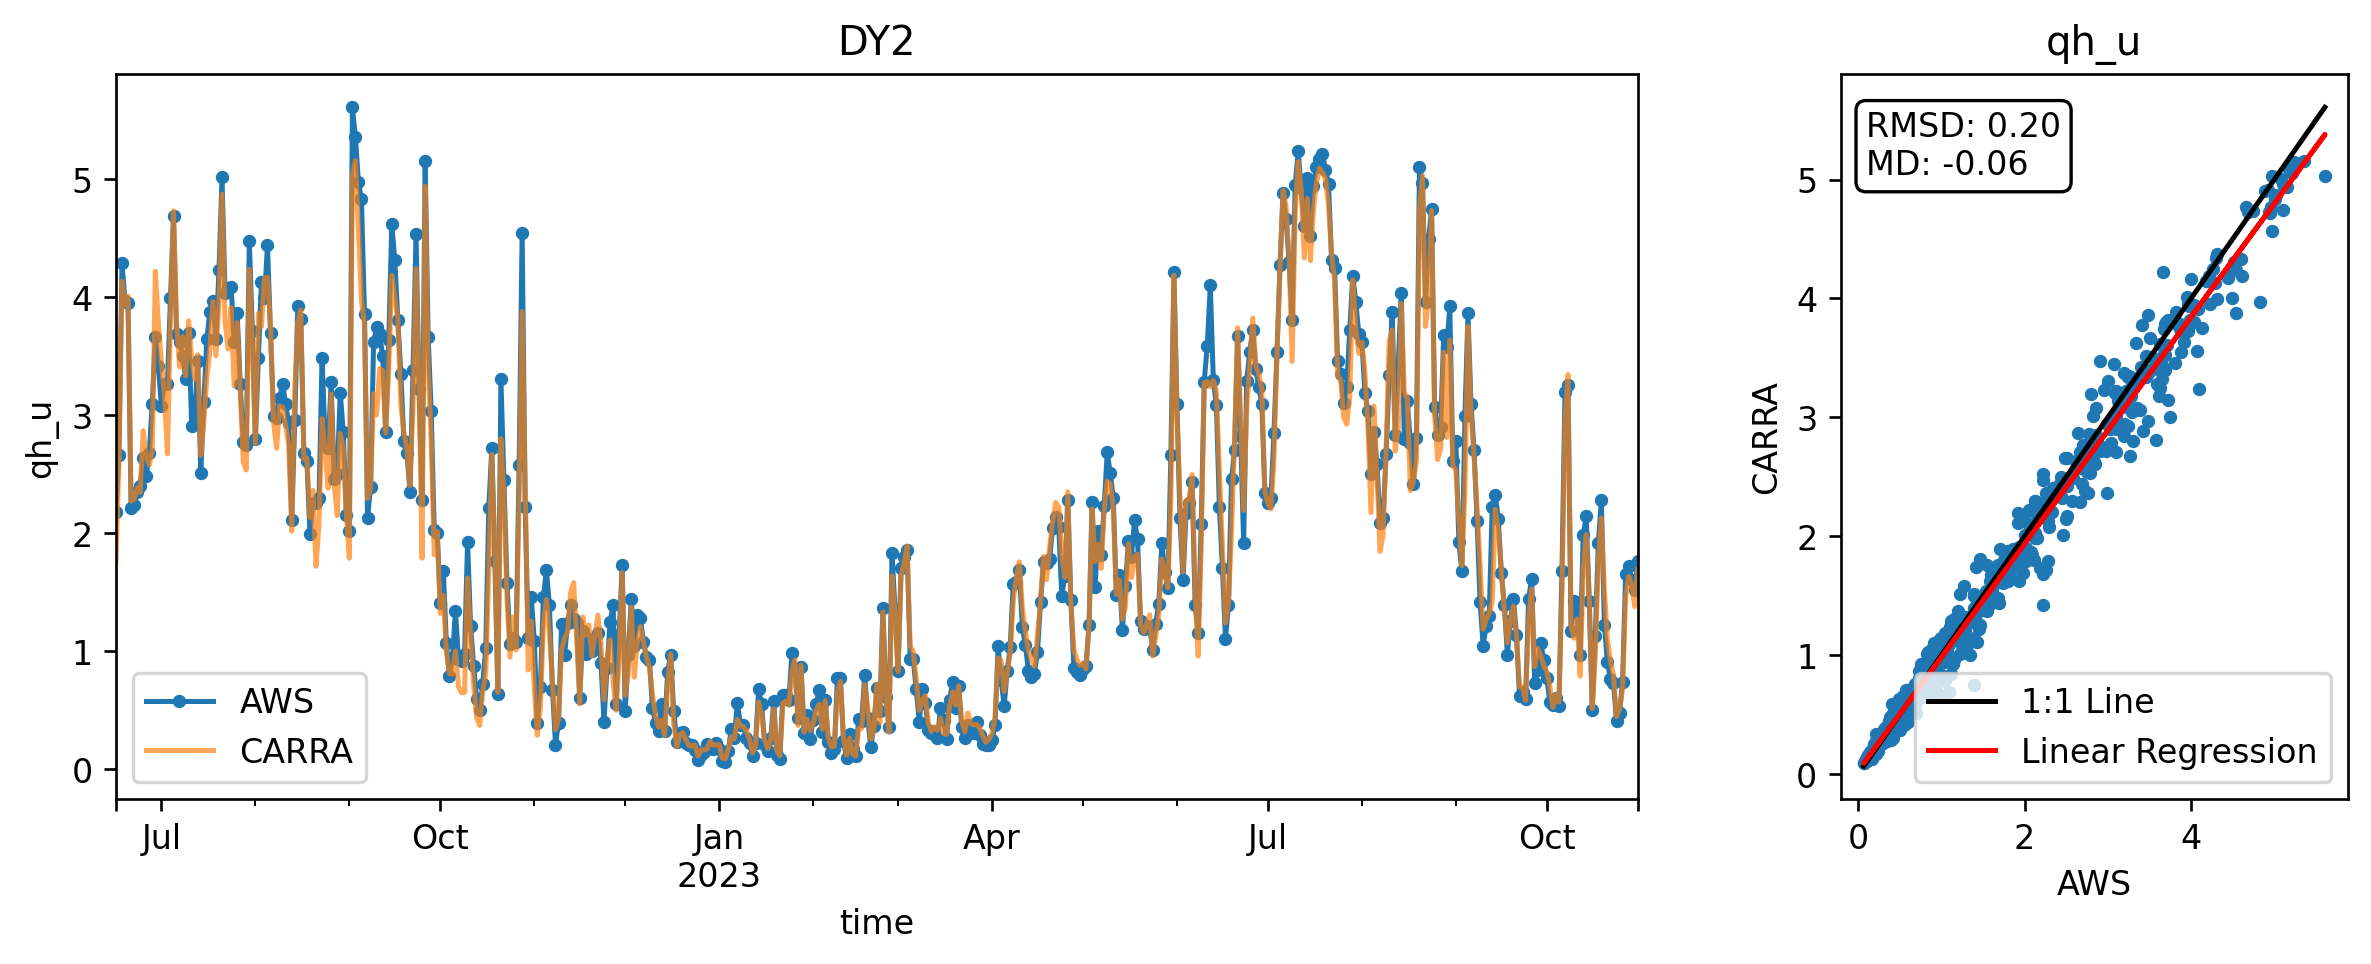 DY2
qh_u
5
4
3
2
1
0
AWS
CARRA
Jul
Oct
Jan
2023
Apr
Jul
Oct
time
qh_u
RMSD: 0.20
MD: -0.06
CARRA
5
4
3
2
1
0
1:1 Line
Linear Regression
0
2
4
AWS